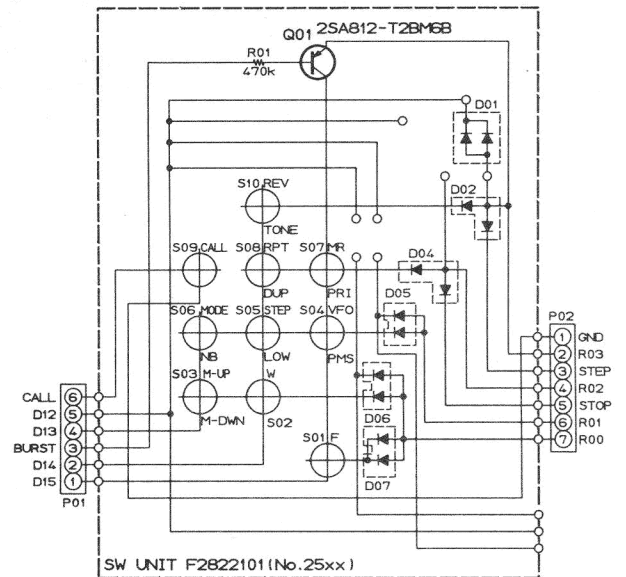 Q01 2SA812-T2BM6B
R01
470k
D01
D02
S10 REV
TONE
S09 CALL
S08 RPT
S07 MR
D04
DUP
PRI
D05
S06 MODE
S05 STEP
S04 VFO
NB
LOW
PMS
P02
1 GND
2 R03
3 STEP
4 R02
5 STOP
6 R01
7 R00
S03 M-UP
W
M-DWN
S02
D06
S01 F
D07
CALL 6
D12 5
D13 4
BURST 3
D14 2
D15 1
P01
SW UNIT F2822101(No.25xx)